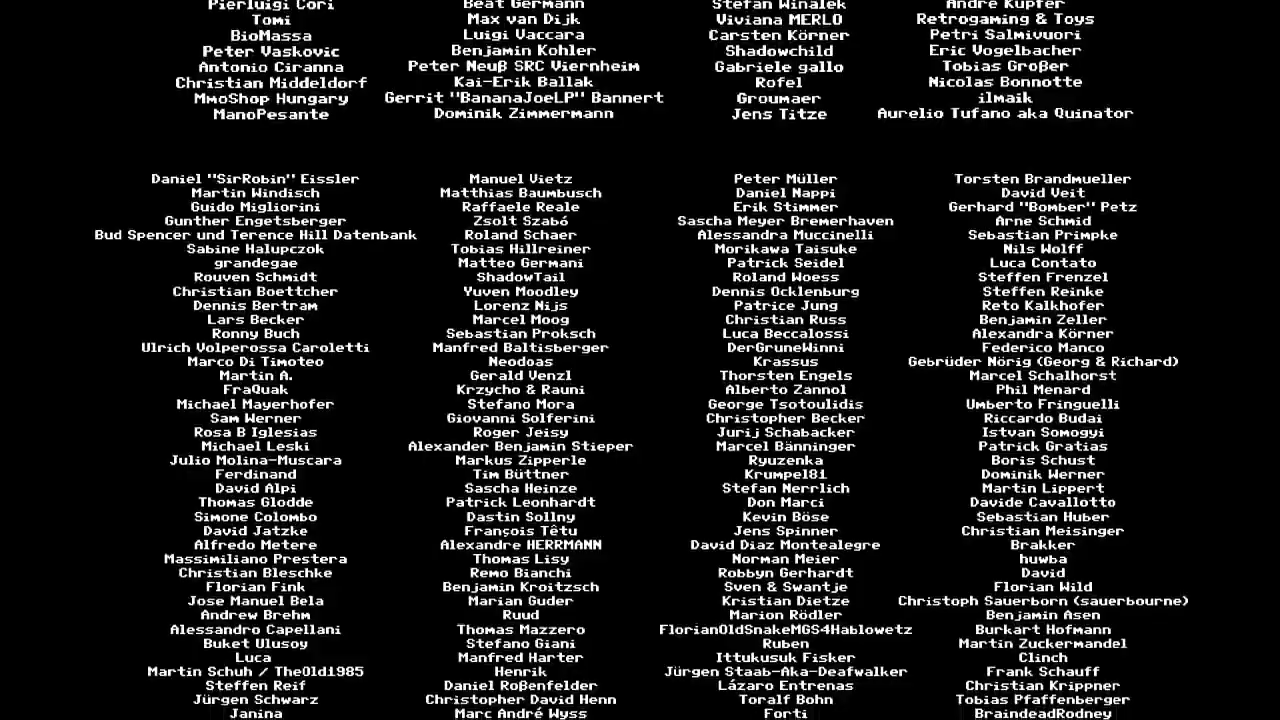 Pierluigi Cori Beat Germann Stefan Winalek Andre Kupfer
Tomi Max van Dijk Viviana MERLO Retrogaming & Toys
BioMassa Luigi Vaccara Carsten Körner Petri Salmivuori
Peter Vaskovic Benjamin Kohler Shadowchild Eric Vogelbacher
Antonio Ciranna Peter Neuß SRC Viernheim Gabriele gallo Tobias Großer
Christian Middeldorf Kai-Erik Ballak Rofel Nicolas Bonnotte
MmoShop Hungary Gerrit "BananaJoeLP" Bannert Groumaer ilmaik
ManoPesante Dominik Zimmermann Jens Titze Aurelio Tufano aka Quinator
Daniel "SirRobin" Eissler Manuel Vietz Peter Müller Torsten Brandmueller
Martin Windisch Matthias Baumbusch Daniel Nappi David Veit
Guido Migliorini Raffaele Reale Erik Stimmer Gerhard "Bomber" Petz
Gunther Engetsberger Zsolt Szabó Sascha Meyer Bremerhaven Arne Schmid
Bud Spencer und Terence Hill Datenbank Roland Schaer Alessandra Muccinelli Sebastian Primpke
Sabine Halupczok Tobias Hillreiner Morikawa Taisuke Nils Wolff
grandegae Matteo Germani Patrick Seidel Luca Contato
Rouven Schmidt ShadowTail Roland Woess Steffen Frenzel
Christian Boettcher Yuven Moodley Dennis Ocklenburg Steffen Reinke
Dennis Bertram Lorenz Nijs Patrice Jung Reto Kalkhofer
Lars Becker Marcel Moog Christian Russ Benjamin Zeller
Ronny Buch Sebastian Proksch Luca Beccalossi Alexandra Körner
Ulrich Volperossa Caroletti Manfred Baltisberger DerGruneWinni Federico Manco
Marco Di Timoteo Neodoas Krassus Gebrüder Nörig (Georg & Richard)
Martin A. Gerald Venzl Thorsten Engels Marcel Schalhorst
FraQuak Krzycho & Rauni Alberto Zannol Phil Menard
Michael Mayerhofer Stefano Mora George Tsotoulidis Umberto Fringuelli
Sam Werner Giovanni Solferini Christopher Becker Riccardo Budai
Rosa B Iglesias Roger Jeisy Jurij Schabacker Istvan Somogyi
Michael Leski Alexander Benjamin Stieper Marcel Bänninger Patrick Gratias
Julio Molina-Muscara Markus Zipperle Ryuzenka Boris Schust
Ferdinand Tim Büttner Krumpel81 Dominik Werner
David Alpi Sascha Heinze Stefan Nerrlich Martin Lippert
Thomas Glodde Patrick Leonhardt Don Marci Davide Cavallotto
Simone Colombo Dastin Sollny Kevin Böse Sebastian Huber
David Jatzke François Têtu Jens Spinner Christian Meisinger
Alfredo Metere Alexandre HERRMANN David Diaz Montealegre Brakker
Massimiliano Prestera Thomas Lisy Norman Meier huwba
Christian Bleschke Remo Bianchi Robbyn Gerhardt David
Florian Fink Benjamin Kroitzsch Sven & Swantje Florian Wild
Jose Manuel Bela Marian Guder Kristian Dietze Christoph Sauerborn (sauerbourne)
Andrew Brehm Ruud Marion Rödler Benjamin Asen
Alessandro Capellani Thomas Mazzero FlorianOldSnakeMGS4Hablowetz Burkart Hofmann
Buket Ulusoy Stefano Giani Ruben Martin Zuckermandel
Luca Manfred Harter Ittukusuk Fisker Clinch
Martin Schuh / TheOld1985 Henrik Jürgen Staab-Aka-Deafwalker Frank Schauff
Steffen Reif Daniel Roßenfelder Lázaro Entrenas Christian Krippner
Jürgen Schwarz Christopher David Henn Toralf Bohn Tobias Pfaffenberger
Janina Marc André Wyss Forti BraindeadRodney